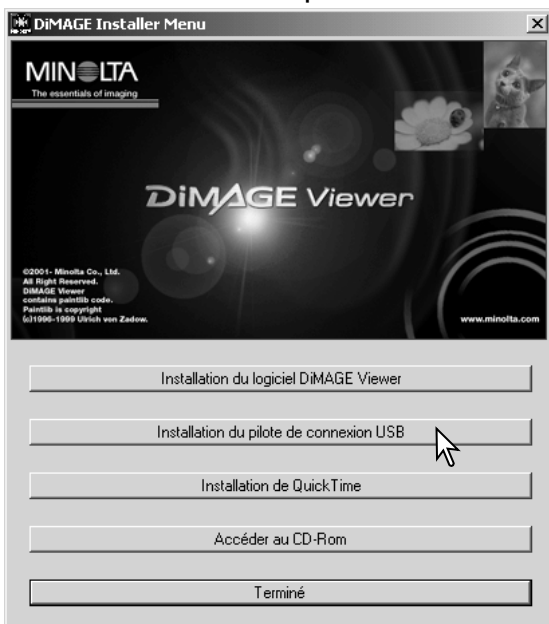 DiMAGE Installer Menu
MINOLTA
The essentials of imaging
DiMAGE Viewer
©2001- Minolta Co., Ltd.
All Right Reserved.
DiMAGE Viewer
contains paintlib code.
Paintlib is copyright
(c)1996-1999 Ulrich von Zadow.
www.minolta.com
Installation du logiciel DiMAGE Viewer
Installation du pilote de connexion USB
Installation de QuickTime
Accéder au CD-Rom
Terminé